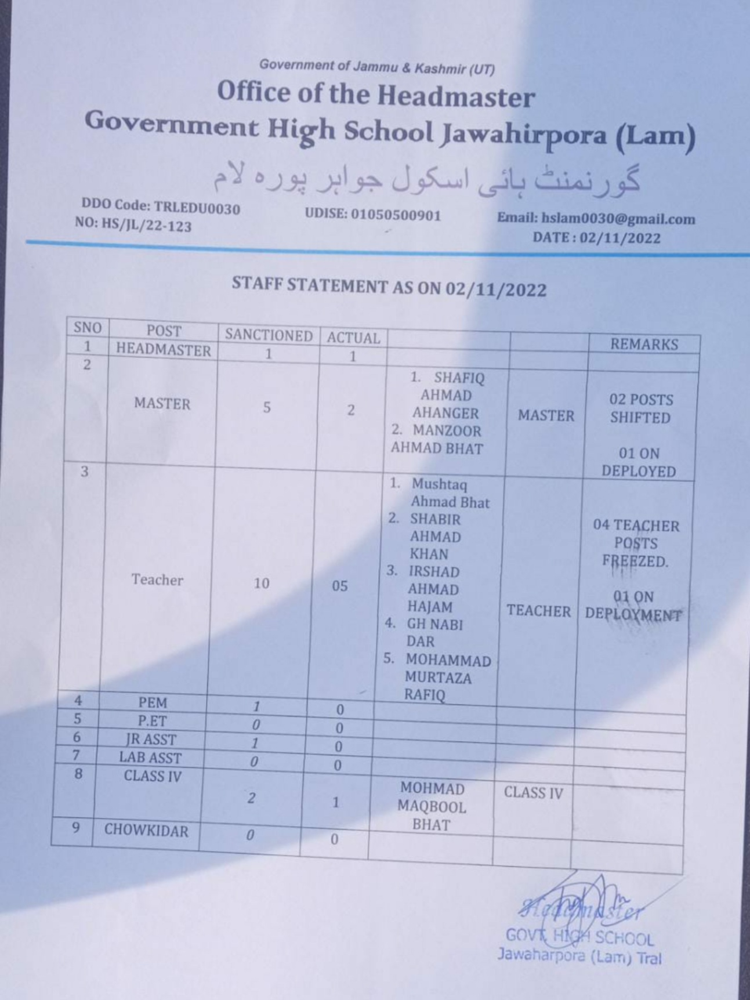 Government of Jammu & Kashmir (UT)
Office of the Headmaster
Government High School Jawahirpora (Lam)
گورنمنٹ ہائی اسکول جواہر پورہ لام
DDO Code: TRLEDU0030 UDISE: 01050500901 Email: hslam0030@gmail.com
NO: HS/JL/22-123 DATE : 02/11/2022
STAFF STATEMENT AS ON 02/11/2022
SNO POST SANCTIONED ACTUAL REMARKS
1 HEADMASTER 1 1
2 MASTER 5 2
1. SHAFIQ
AHMAD
AHANGER
2. MANZOOR
AHMAD BHAT
MASTER
02 POSTS
SHIFTED
01 ON
DEPLOYED
3 Teacher 10 05
1. Mushtaq
Ahmad Bhat
2. SHABIR
AHMAD
KHAN
3. IRSHAD
AHMAD
HAJAM
4. GH NABI
DAR
5. MOHAMMAD
MURTAZA
RAFIQ
TEACHER
04 TEACHER
POSTS
FREEZED.
01 ON
DEPLOYMENT
4 PEM 1 0
5 P.ET 0 0
6 JR ASST 1 0
7 LAB ASST 0 0
8 CLASS IV 2 1
MOHMAD
MAQBOOL
BHAT
CLASS IV
9 CHOWKIDAR 0 0
Headmaster
GOVT. HIGH SCHOOL
Jawaharpora (Lam) Tral